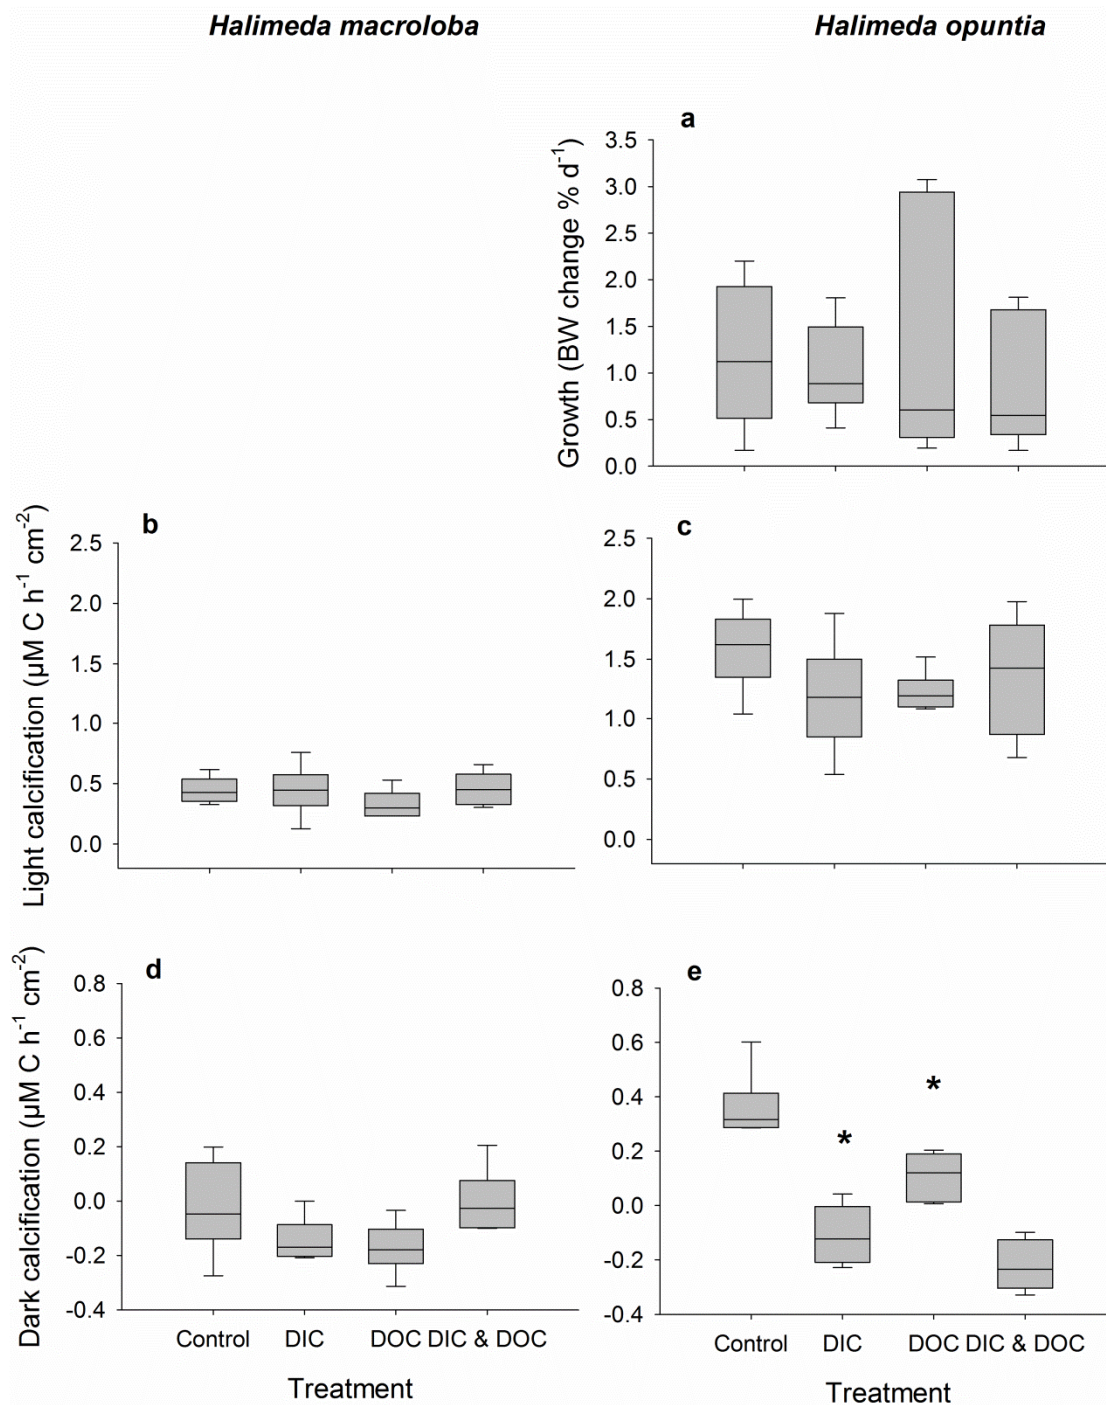 Halimeda macroloba
Halimeda opuntia
a
Growth (BW change % d-1)
3.5
3.0
2.5
2.0
1.5
1.0
0.5
0.0
b
Light calcification (µM C h-1 cm-2)
2.5
2.0
1.5
1.0
0.5
0.0
c
2.5
2.0
1.5
1.0
0.5
0.0
d
Dark calcification (µM C h-1 cm-2)
0.8
0.6
0.4
0.2
0.0
-0.2
-0.4
Control DIC DOC DIC & DOC
Treatment
e
0.8
0.6
0.4
0.2
0.0
-0.2
-0.4
*
*
Control DIC DOC DIC & DOC
Treatment